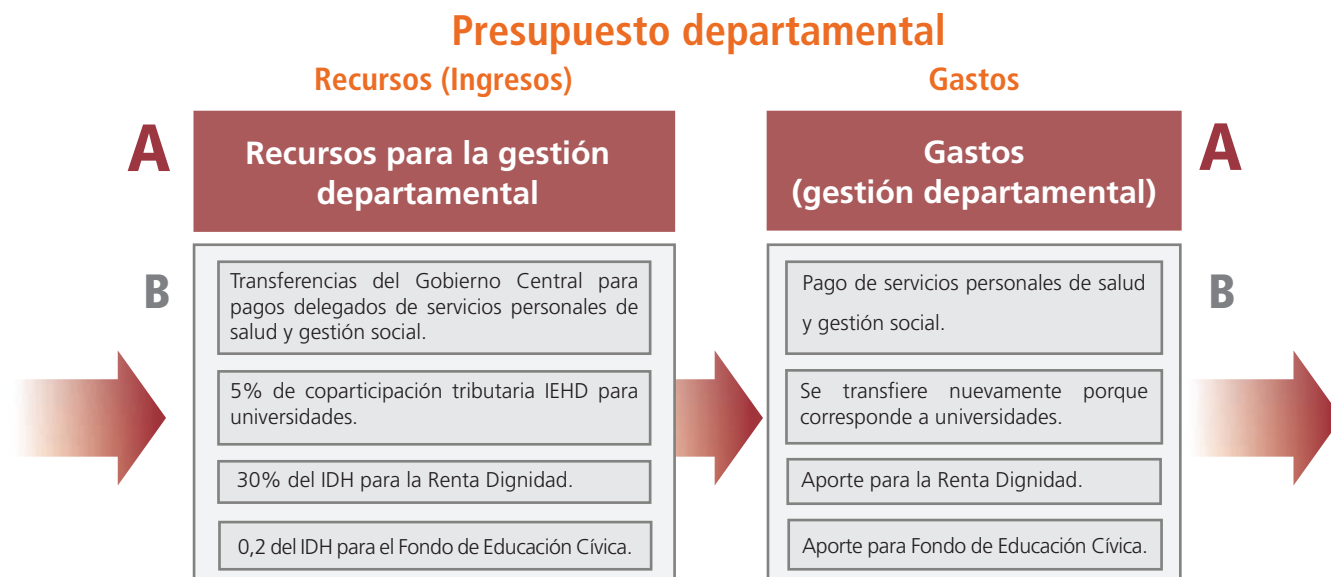 Presupuesto departamental
Recursos (Ingresos)
Gastos
A
Recursos para la gestión
departamental
Gastos
(gestión departamental)
A
B
Transferencias del Gobierno Central para
pagos delegados de servicios personales de
salud y gestión social.
Pago de servicios personales de salud
y gestión social.
B
5% de coparticipación tributaria IEHD para
universidades.
Se transfiere nuevamente porque
corresponde a universidades.
30% del IDH para la Renta Dignidad.
Aporte para la Renta Dignidad.
0,2 del IDH para el Fondo de Educación Cívica.
Aporte para Fondo de Educación Cívica.